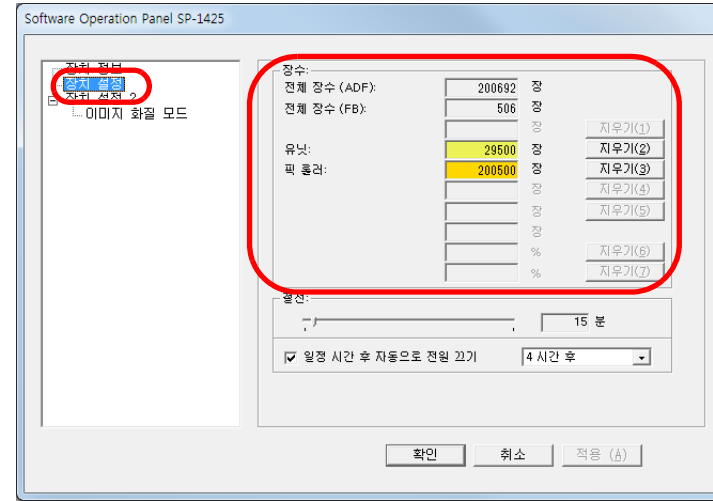 Software Operation Panel SP-1425
장치 정보
장치 설정
장치 설정 2
이미지 화질 모드
장수:
전체 장수 (ADF): 200692 장
전체 장수 (FB): 506 장
장 지우기(1)
유닛: 29500 장 지우기(2)
픽 롤러: 200500 장 지우기(3)
장 지우기(4)
장 지우기(5)
장
% 지우기(6)
% 지우기(7)
절전:
15 분
일정 시간 후 자동으로 전원 끄기 4 시간 후
확인 취소 적용 (A)